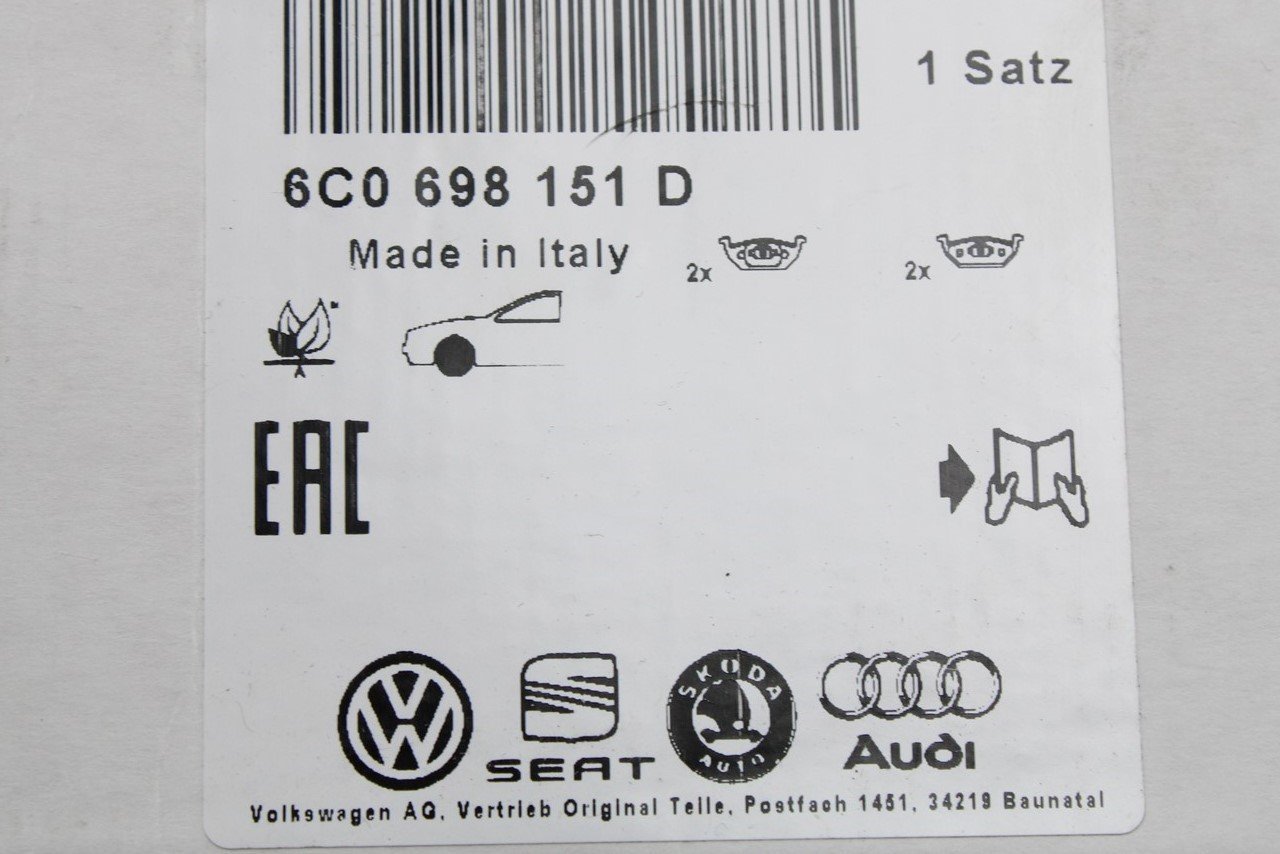 1 Satz
6C0 698 151 D
Made in Italy
2x
2x
A
EAC
SEAT
SKODA
AUTO
Audi
Volkswagen AG, Vertrieb Original Teile, Postfach 1451, 34219 Baunatal